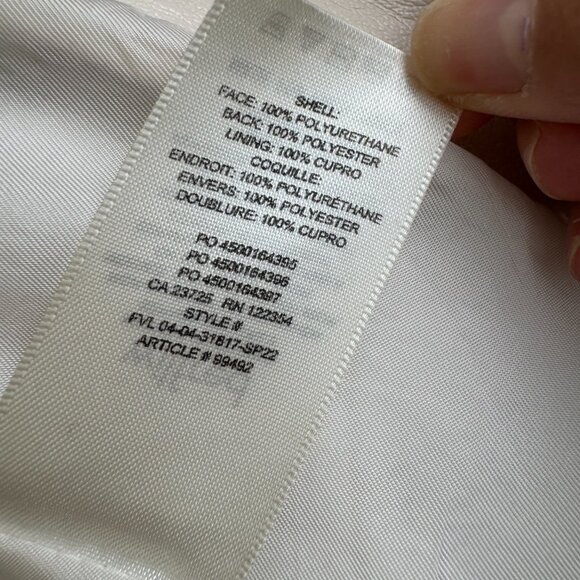 SHELL:
FACE: 100% POLYURETHANE
BACK: 100% POLYESTER
LINING: 100% CUPRO
COQUILLE:
ENDROIT: 100% POLYURETHANE
ENVERS: 100% POLYESTER
DOUBLURE: 100% CUPRO
PO 4500164395
PO 4500164396
PO 4500164397
CA 23725 RN 122354
STYLE #
FVL 04-04-31817-SP22
ARTICLE # 99492